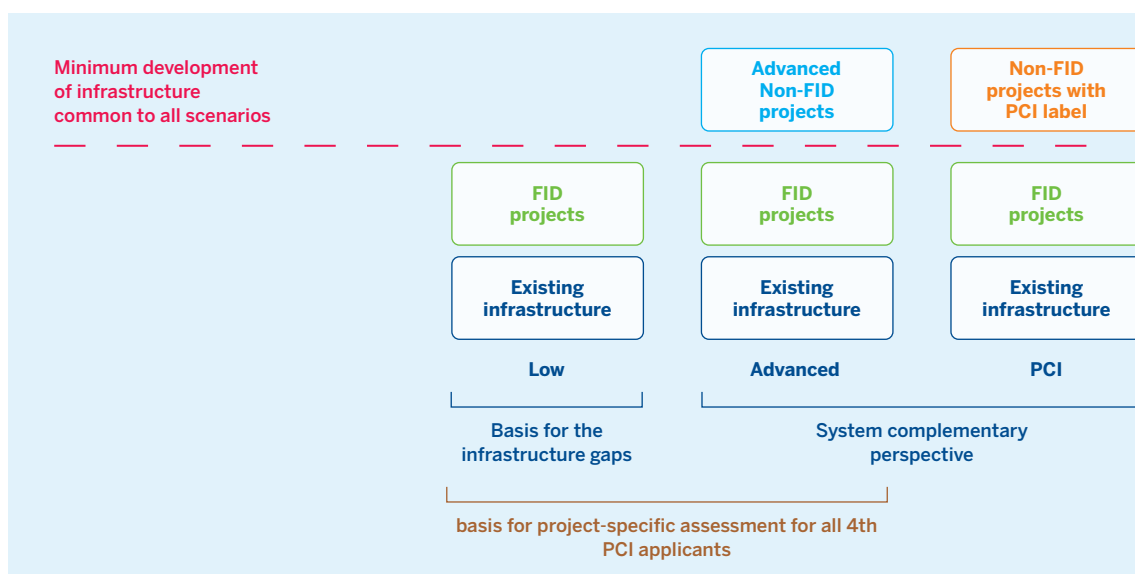 Minimum development
of infrastructure
common to all scenarios
Advanced
Non-FID
projects
Non-FID
projects with
PCI label
FID
projects
FID
projects
FID
projects
Existing
infrastructure
Existing
infrastructure
Existing
infrastructure
Low
Advanced
PCI
Basis for the
infrastructure gaps
System complementary
perspective
basis for project-specific assessment for all 4th
PCI applicants